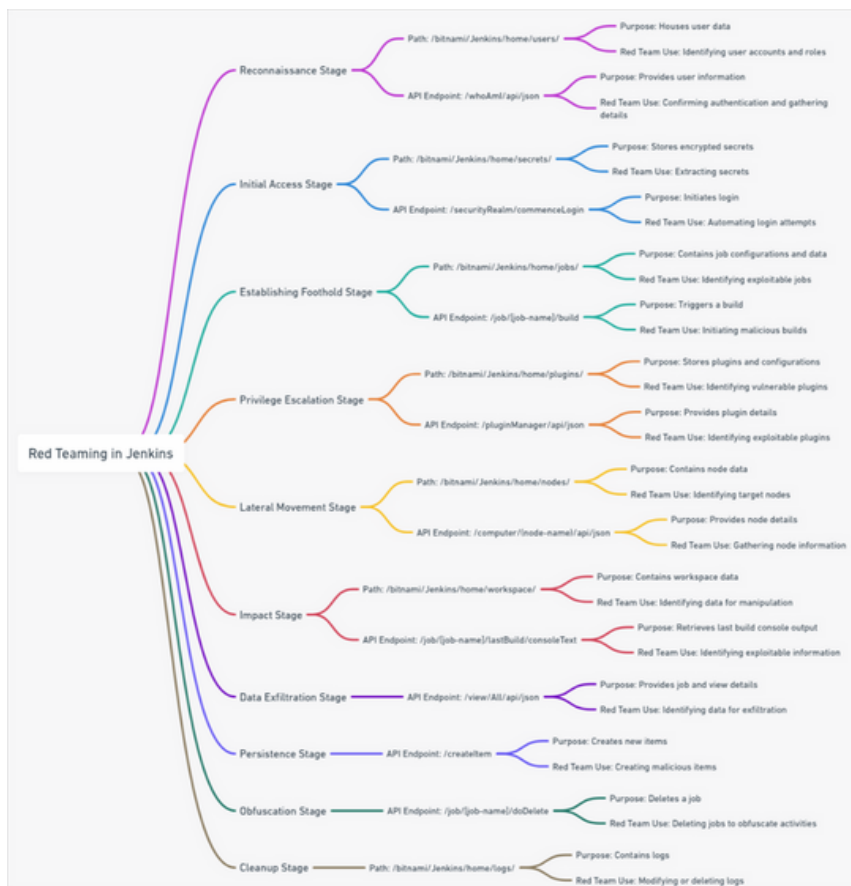 Purpose: Houses user data
Path: /bitnami/Jenkins/home/users/
Red Team Use: Identifying user accounts and roles
Reconnaissance Stage
Purpose: Provides user information
API Endpoint: /whoAmI/api/json
Red Team Use: Confirming authentication and gathering
details
Purpose: Stores encrypted secrets
Path: /bitnami/Jenkins/home/secrets/
Red Team Use: Extracting secrets
Initial Access Stage
Purpose: Initiates login
API Endpoint: /securityRealm/commenceLogin
Red Team Use: Automating login attempts
Purpose: Contains job configurations and data
Path: /bitnami/Jenkins/home/jobs/
Red Team Use: Identifying exploitable jobs
Establishing Foothold Stage
Purpose: Triggers a build
API Endpoint: /job/[job-name]/build
Red Team Use: Initiating malicious builds
Purpose: Stores plugins and configurations
Path: /bitnami/Jenkins/home/plugins/
Red Team Use: Identifying vulnerable plugins
Privilege Escalation Stage
Purpose: Provides plugin details
API Endpoint: /pluginManager/api/json
Red Team Use: Identifying exploitable plugins
Red Teaming in Jenkins
Purpose: Contains node data
Path: /bitnami/Jenkins/home/nodes/
Red Team Use: Identifying target nodes
Lateral Movement Stage
Purpose: Provides node details
API Endpoint: /computer/[node-name]/api/json
Red Team Use: Gathering node information
Purpose: Contains workspace data
Path: /bitnami/Jenkins/home/workspace/
Red Team Use: Identifying data for manipulation
Impact Stage
Purpose: Retrieves last build console output
API Endpoint: /job/[job-name]/lastBuild/consoleText
Red Team Use: Identifying exploitable information
Purpose: Provides job and view details
Data Exfiltration Stage
API Endpoint: /view/All/api/json
Red Team Use: Identifying data for exfiltration
Purpose: Creates new items
Persistence Stage
API Endpoint: /createItem
Red Team Use: Creating malicious items
Purpose: Deletes a job
Obfuscation Stage
API Endpoint: /job/[job-name]/doDelete
Red Team Use: Deleting jobs to obfuscate activities
Purpose: Contains logs
Cleanup Stage
Path: /bitnami/Jenkins/home/logs/
Red Team Use: Modifying or deleting logs